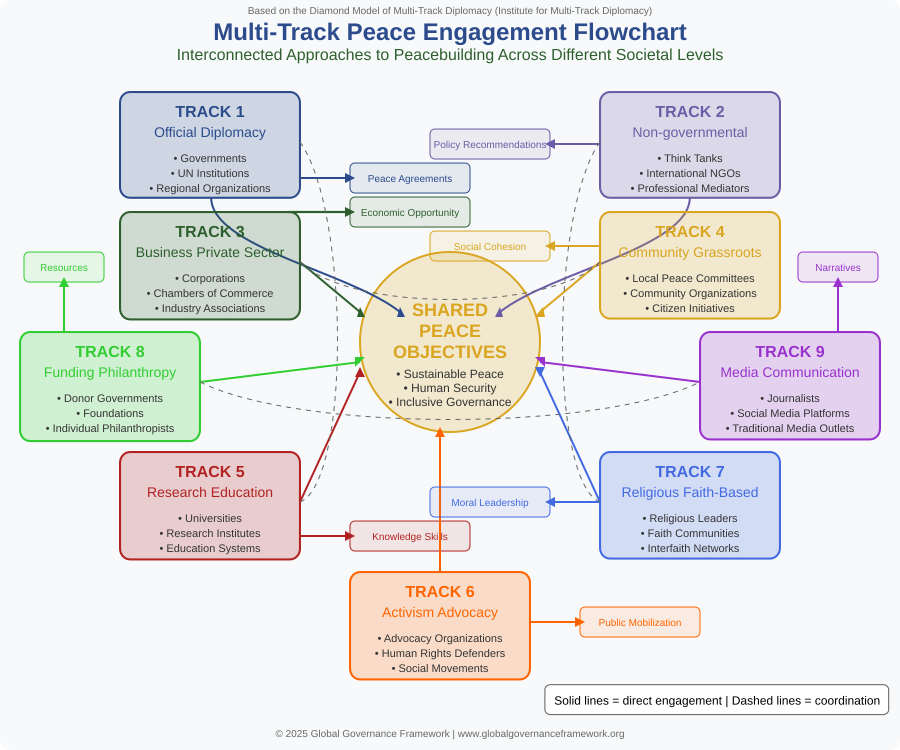 Based on the Diamond Model of Multi-Track Diplomacy (Institute for Multi-Track Diplomacy)
Multi-Track Peace Engagement Flowchart
Interconnected Approaches to Peacebuilding Across Different Societal Levels
TRACK 1
Official Diplomacy
• Governments
• UN Institutions
• Regional Organizations
TRACK 2
Non-governmental
• Think Tanks
• International NGOs
• Professional Mediators
Policy Recommendations
Peace Agreements
Economic Opportunity
Social Cohesion
TRACK 3
Business Private Sector
• Corporations
• Chambers of Commerce
• Industry Associations
TRACK 4
Community Grassroots
• Local Peace Committees
• Community Organizations
• Citizen Initiatives
Resources
Narratives
SHARED
PEACE
OBJECTIVES
• Sustainable Peace
• Human Security
• Inclusive Governance
TRACK 8
Funding Philanthropy
• Donor Governments
• Foundations
• Individual Philanthropists
TRACK 9
Media Communication
• Journalists
• Social Media Platforms
• Traditional Media Outlets
TRACK 5
Research Education
• Universities
• Research Institutes
• Education Systems
TRACK 7
Religious Faith-Based
• Religious Leaders
• Faith Communities
• Interfaith Networks
Moral Leadership
Knowledge Skills
TRACK 6
Activism Advocacy
• Advocacy Organizations
• Human Rights Defenders
• Social Movements
Public Mobilization
Solid lines = direct engagement | Dashed lines = coordination
© 2025 Global Governance Framework | www.globalgovernanceframework.org